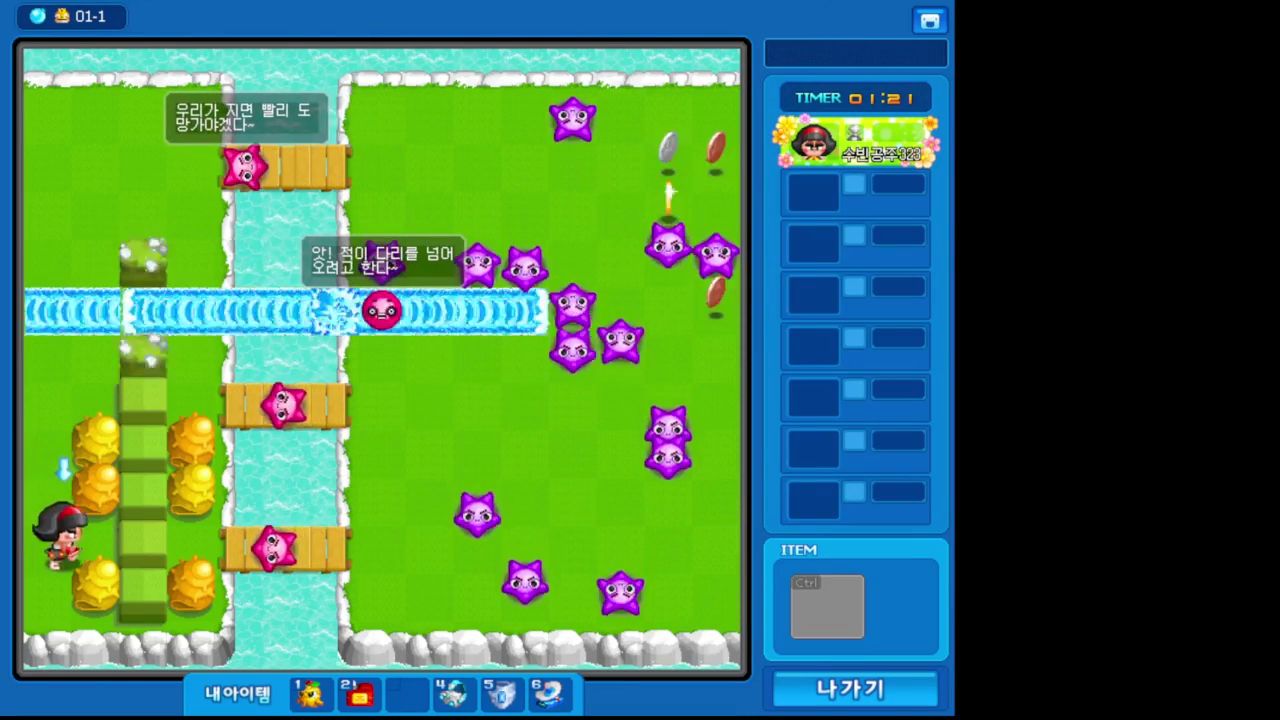 01-1
우리가 지면 빨리 도
망가야겠다~
앗! 적이 다리를 넘어
오려고 한다~
TIMER 01:21
수빈공주023
ITEM
Ctrl
내아이템
1
2
4
5
6
나가기